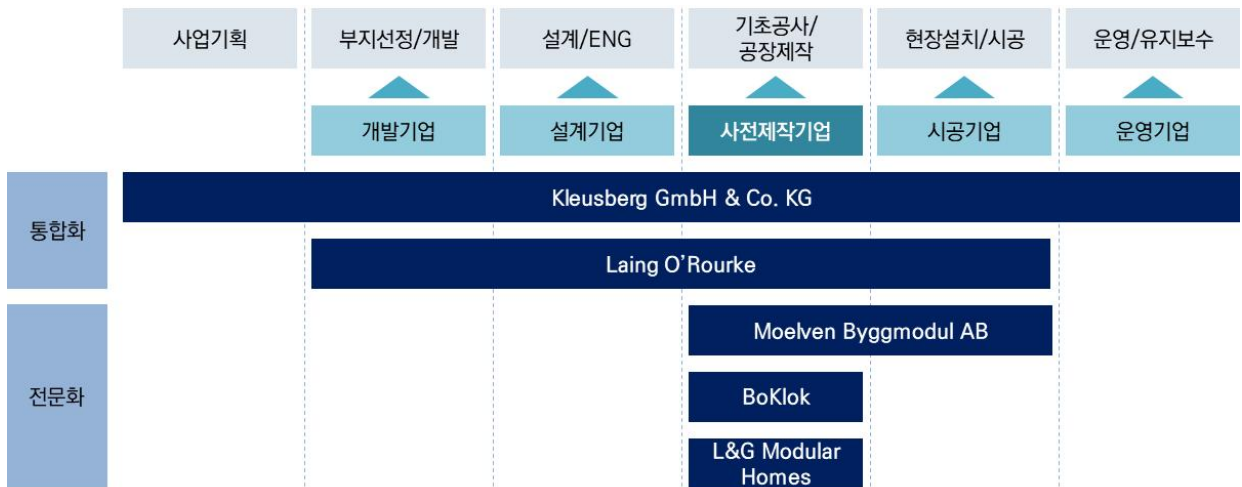 사업기획
부지선정/개발
설계/ENG
기초공사/
공장제작
현장설치/시공
운영/유지보수
개발기업
설계기업
사전제작기업
시공기업
운영기업
통합화
Kleusberg GmbH & Co. KG
Laing O’Rourke
전문화
Moelven Byggmodul AB
BoKlok
L&G Modular
Homes